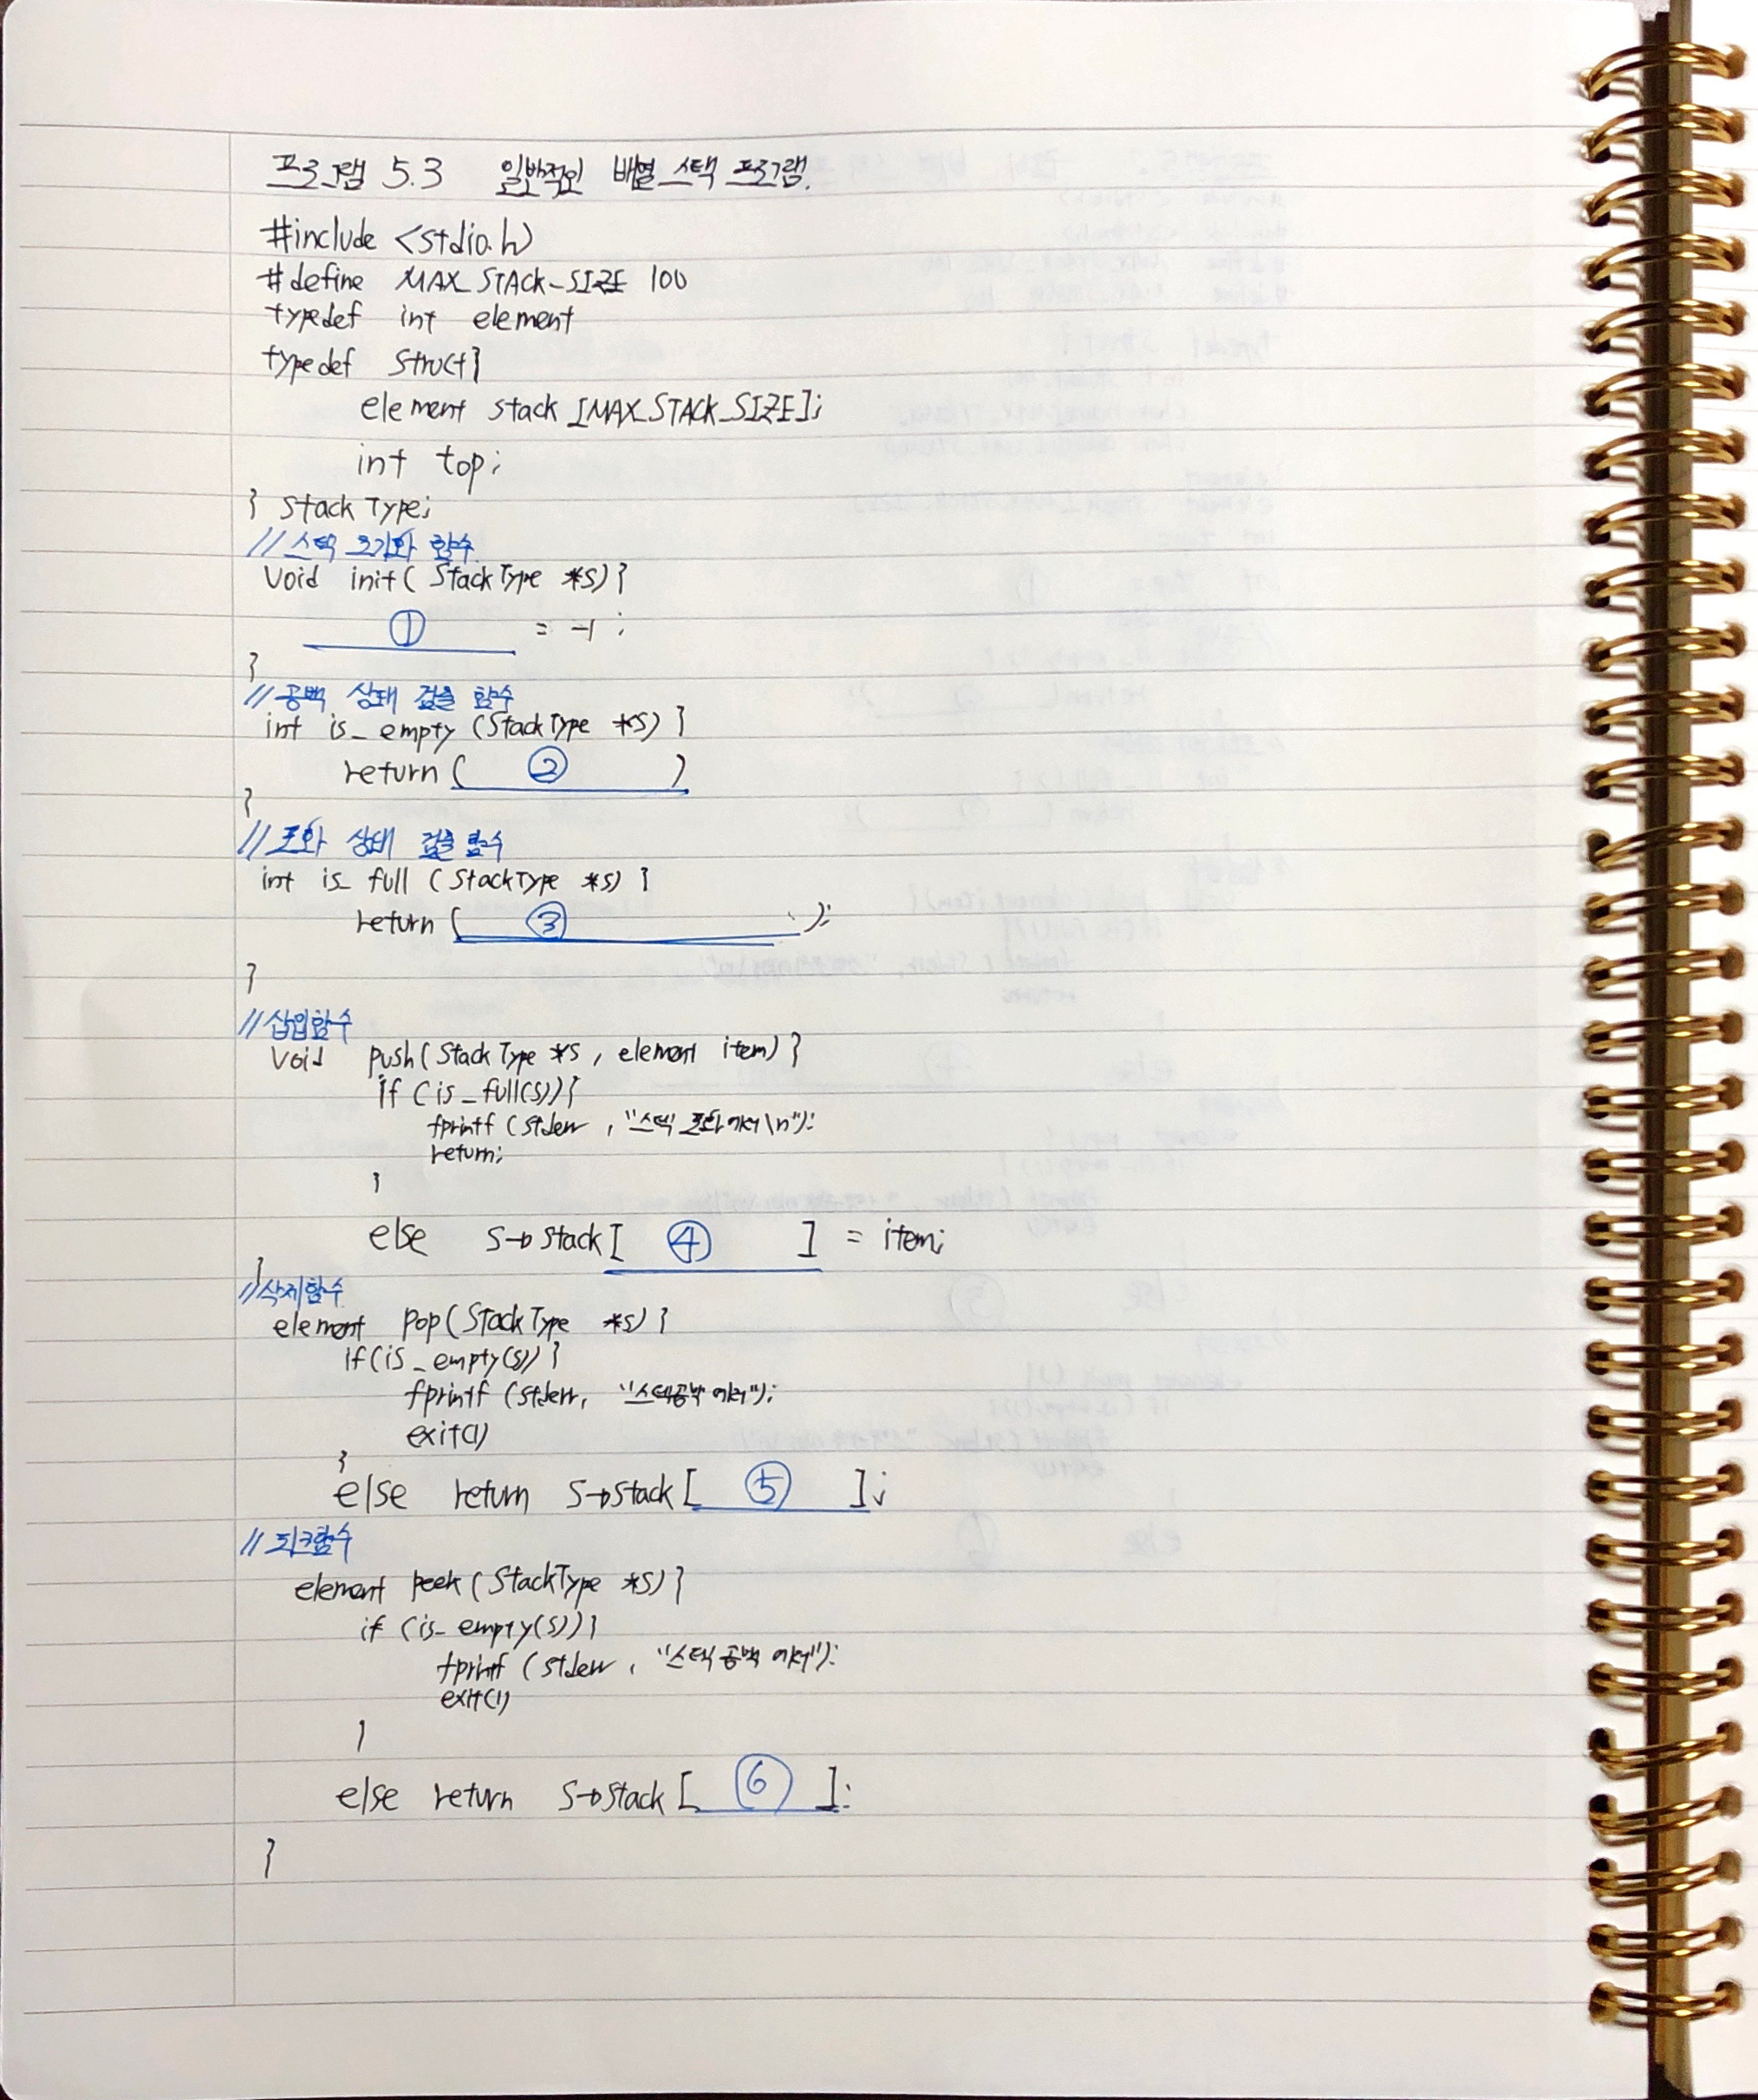 프로그램 5.3 일반적인 배열 스택 프로그램.
#include <stdio.h>
#define MAX_STACK_SIZE 100
typedef int element
typedef struct{
element stack [MAX_STACK_SIZE];
int top;
} StackType;
//스택 초기화 함수
void init( StackType *s){
① = -1 ;
}
//공백 상태 검출 함수
int is_empty (StackType *s) {
return ( ② )
}
//포화 상태 검출 함수
int is_full (StackType *s) {
return ( ③ );
}
//삽입함수
void push( StackType *s , element item) {
if ( is_full(s)){
fprintf (stderr , "스택 포화 에러 \n");
return;
}
else s→stack[ ④ ] = item;
}
//삭제함수
element pop( StackType *s) {
if(is_empty(s)) {
fprintf (stderr, "스택공백 에러");
exit(1)
}
else return s→stack [ ⑤ ];
//피크함수
element peek ( StackType *s) {
if (is_empty(s)) {
fprintf (stderr , "스택 공백 에러");
exit(1)
}
else return s→stack [ ⑥ ];
}